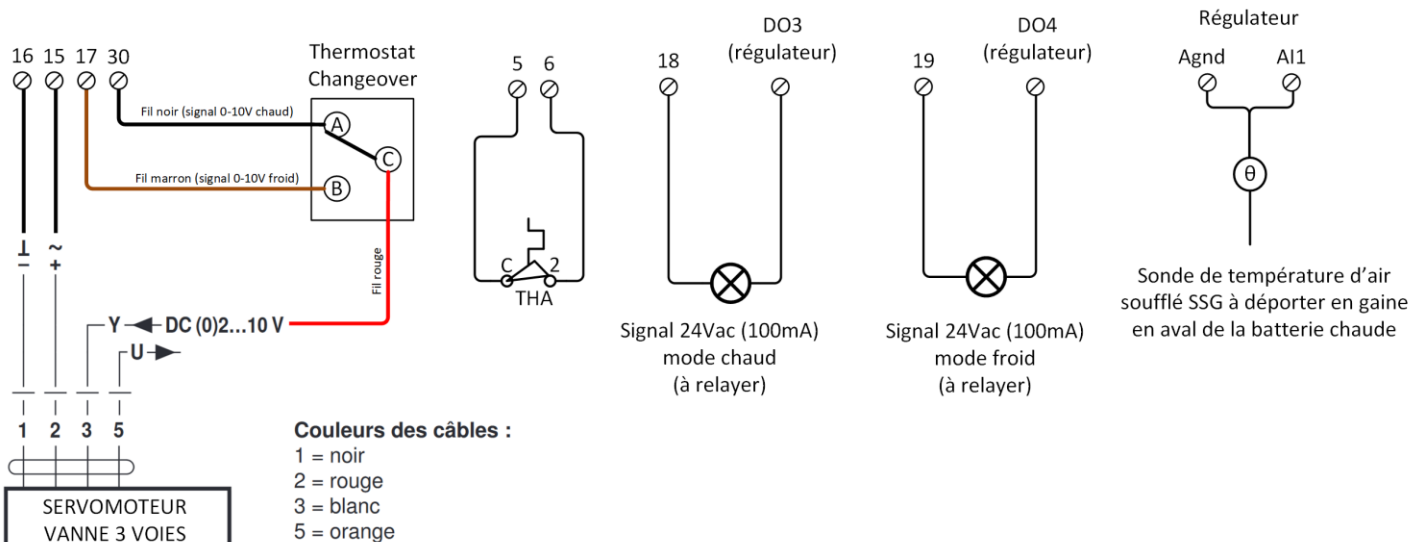 16 15 17 30
Thermostat
Changeover
Fil noir (signal 0-10V chaud)
A
C
Fil marron (signal 0-10V froid)
B
Fil rouge
⊥ ~
− +
Y DC (0)2...10 V
U
1 2 3 5
SERVOMOTEUR
VANNE 3 VOIES
Couleurs des câbles :
1 = noir
2 = rouge
3 = blanc
5 = orange
5 6
C 2
THA
DO3
(régulateur)
18
Signal 24Vac (100mA)
mode chaud
(à relayer)
DO4
(régulateur)
19
Signal 24Vac (100mA)
mode froid
(à relayer)
Régulateur
Agnd AI1
θ
Sonde de température d'air
soufflé SSG à déporter en gaine
en aval de la batterie chaude